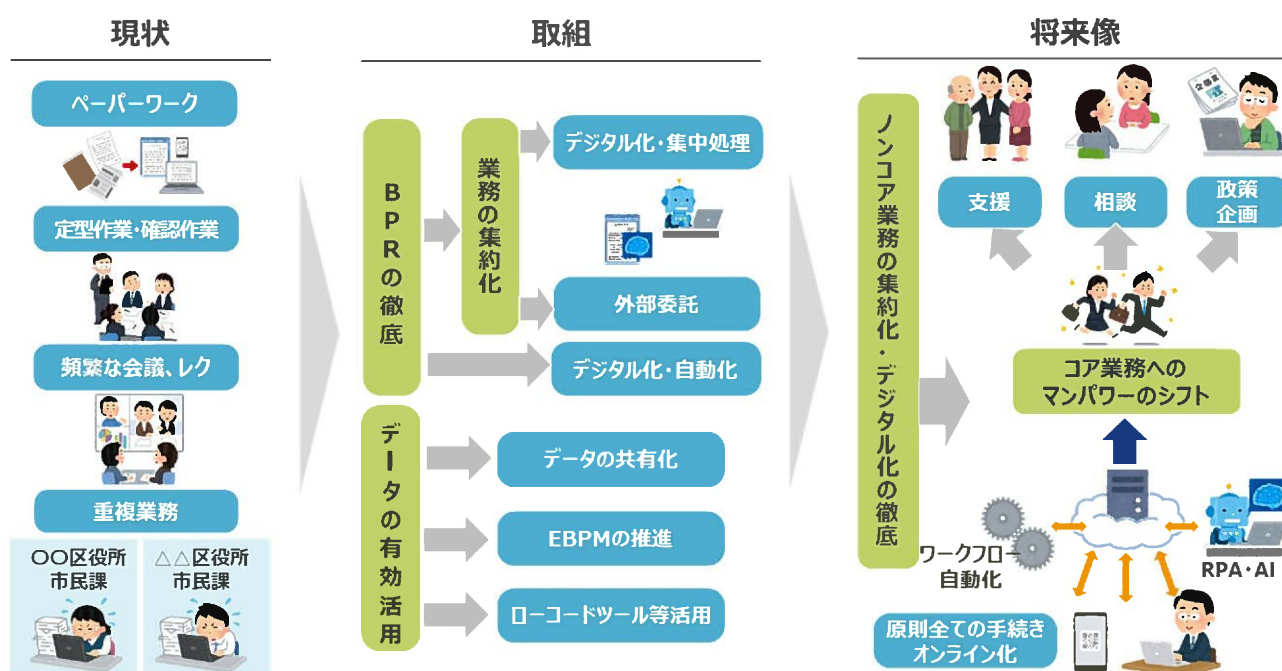 現状
ペーパーワーク
定型作業・確認作業
頻繁な会議、レク
重複業務
〇〇区役所
市民課
△△区役所
市民課
取組
BPRの徹底
業務の集約化
デジタル化・集中処理
外部委託
デジタル化・自動化
データの有効活用
データの共有化
EBPMの推進
ローコードツール等活用
将来像
ノンコア業務の集約化・デジタル化の徹底
企画書
支援
相談
政策
企画
コア業務への
マンパワーのシフト
ワークフロー
自動化
RPA・AI
原則全ての手続き
オンライン化